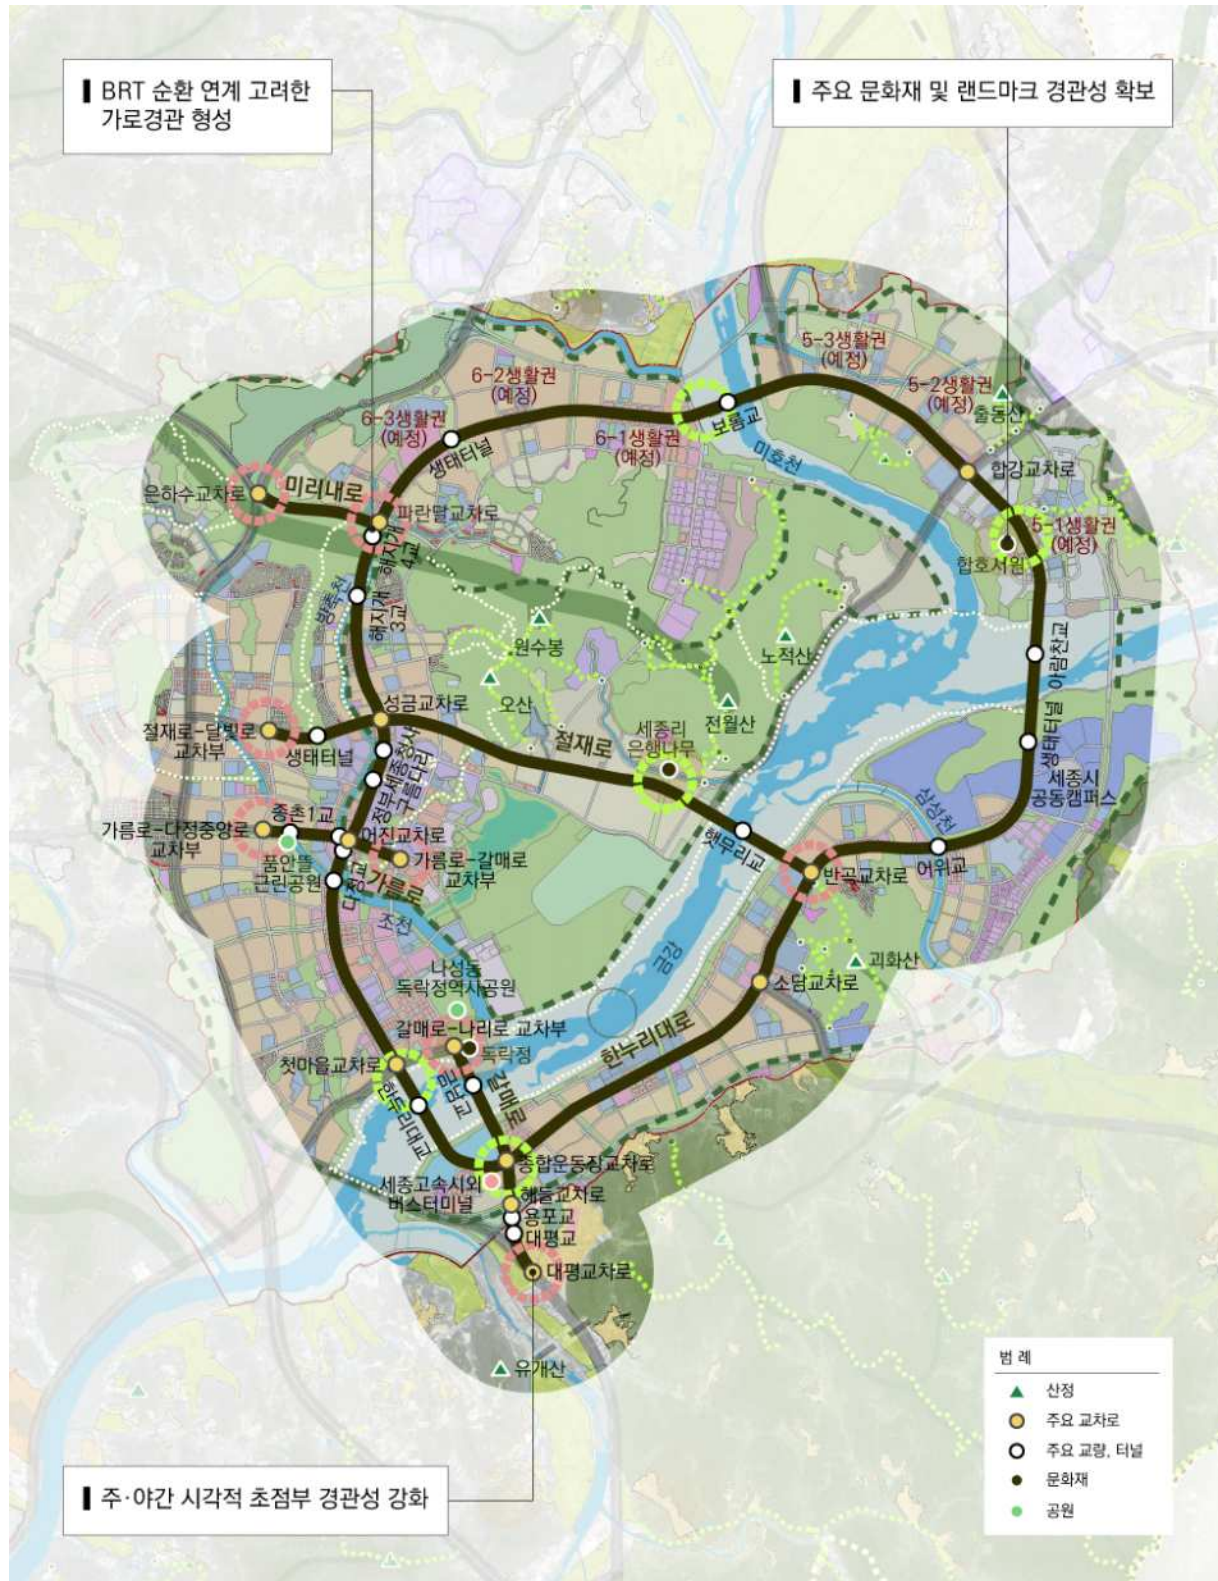 BRT 순환 연계 고려한
가로경관 형성
주요 문화재 및 랜드마크 경관성 확보
5-3생활권
(예정)
6-2생활권
(예정)
5-2생활권
(예정)
출동산
6-3생활권
(예정)
보롬교
6-1생활권
(예정)
생태터널
미호천
합강교차로
은하수교차로
미리내로
파란달교차로
5-1생활권
(예정)
합호서원
해지개
4교
방축천
해지개
3교
원수봉
노적산
아람찬교
오산
전월산
성금교차로
절재로-달빛로
교차부
생태터널
절재로
세종리
은행나무
생태터널
정부세종청사
구름다리
세종시
공동캠퍼스
삼성천
가름로-다정중앙로
교차부
종촌1교
어진교차로
품안뜰
근린공원
가름로-갈매로
교차부
가름로
다정교
햇무리교
반곡교차로
어위교
조천
금강
괴화산
소담교차로
나성동
독락정역사공원
갈매로-나리로 교차부
독락정
한누리대로
첫마을교차로
한두리대교
금남교
갈매로
종합운동장교차로
세종고속시외
버스터미널
해들교차로
용포교
대평교
대평교차로
유개산
주·야간 시각적 초점부 경관성 강화
범 례
산정
주요 교차로
주요 교량, 터널
문화재
공원